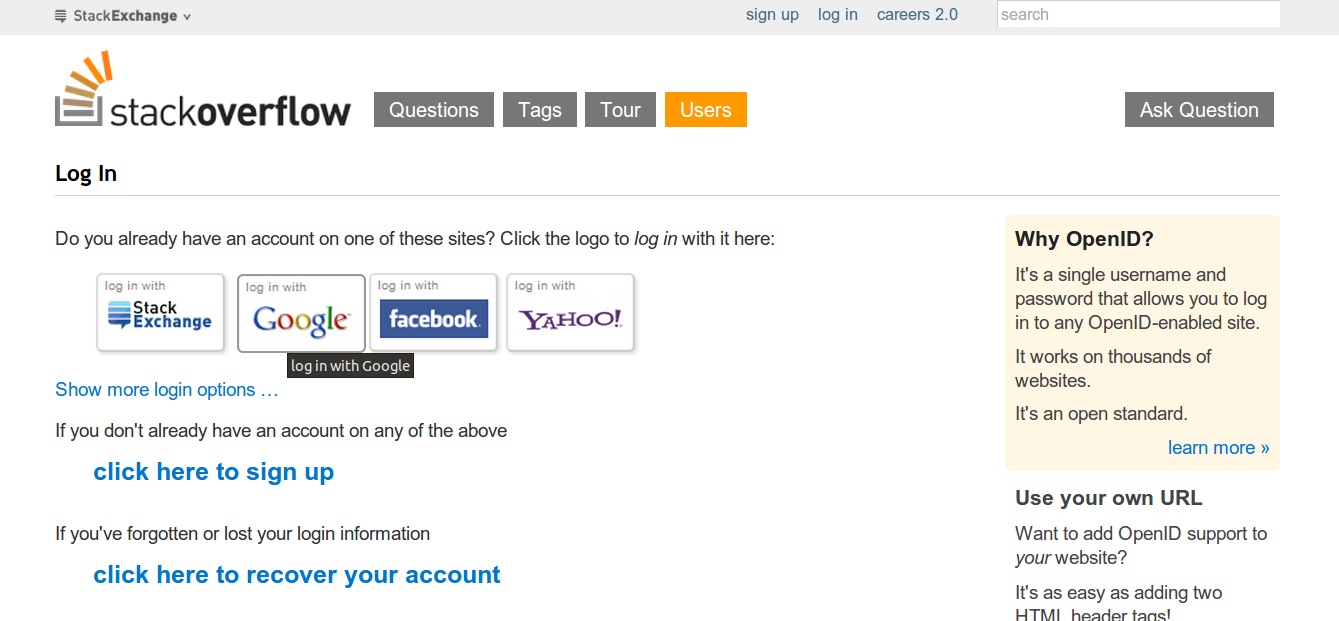 StackExchange
sign up log in careers 2.0 search
stackoverflow Questions Tags Tour Users Ask Question
Log In
Do you already have an account on one of these sites? Click the logo to log in with it here:
log in with
Stack
Exchange
log in with
Google
log in with
facebook
log in with
YAHOO!
log in with Google
Show more login options …
If you don't already have an account on any of the above
click here to sign up
If you've forgotten or lost your login information
click here to recover your account
Why OpenID?
It's a single username and
password that allows you to log
in to any OpenID-enabled site.
It works on thousands of
websites.
It's an open standard.
learn more »
Use your own URL
Want to add OpenID support to
your website?
It's as easy as adding two
HTML header tags!